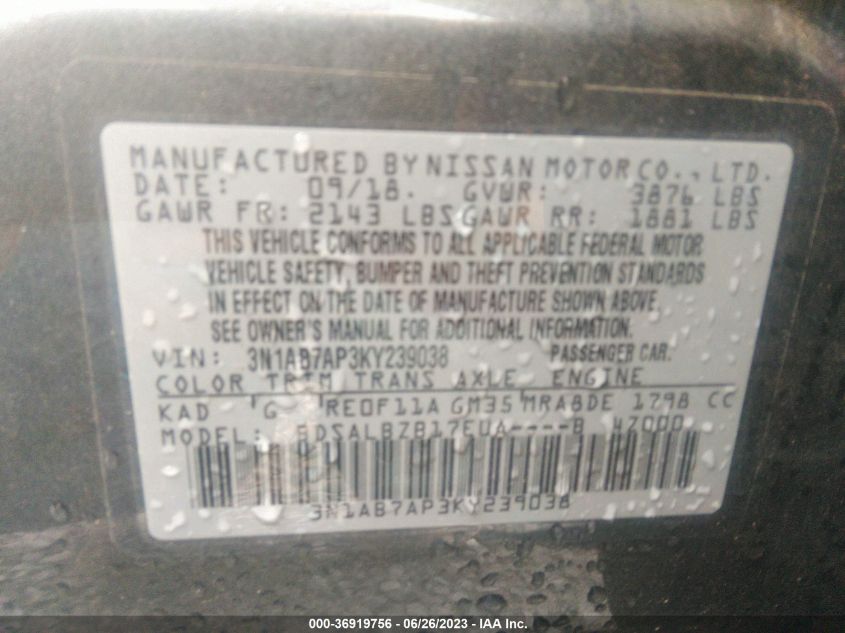 MANUFACTURED BY NISSAN MOTOR CO., LTD.
DATE: 09/18. GVWR: 3876 LBS
GAWR FR: 2143 LBS GAWR RR: 1881 LBS
THIS VEHICLE CONFORMS TO ALL APPLICABLE FEDERAL MOTOR
VEHICLE SAFETY, BUMPER AND THEFT PREVENTION STANDARDS
IN EFFECT ON THE DATE OF MANUFACTURE SHOWN ABOVE.
SEE OWNER'S MANUAL FOR ADDITIONAL INFORMATION.
VIN: 3N1AB7AP3KY239038 PASSENGER CAR.
COLOR TRIM TRANS AXLE ENGINE
KAD G RE0F11A GM35 MRA8DE 1798 CC
MODEL:
3N1AB7AP3KY239038
000-36919756 - 06/26/2023 - IAA Inc.